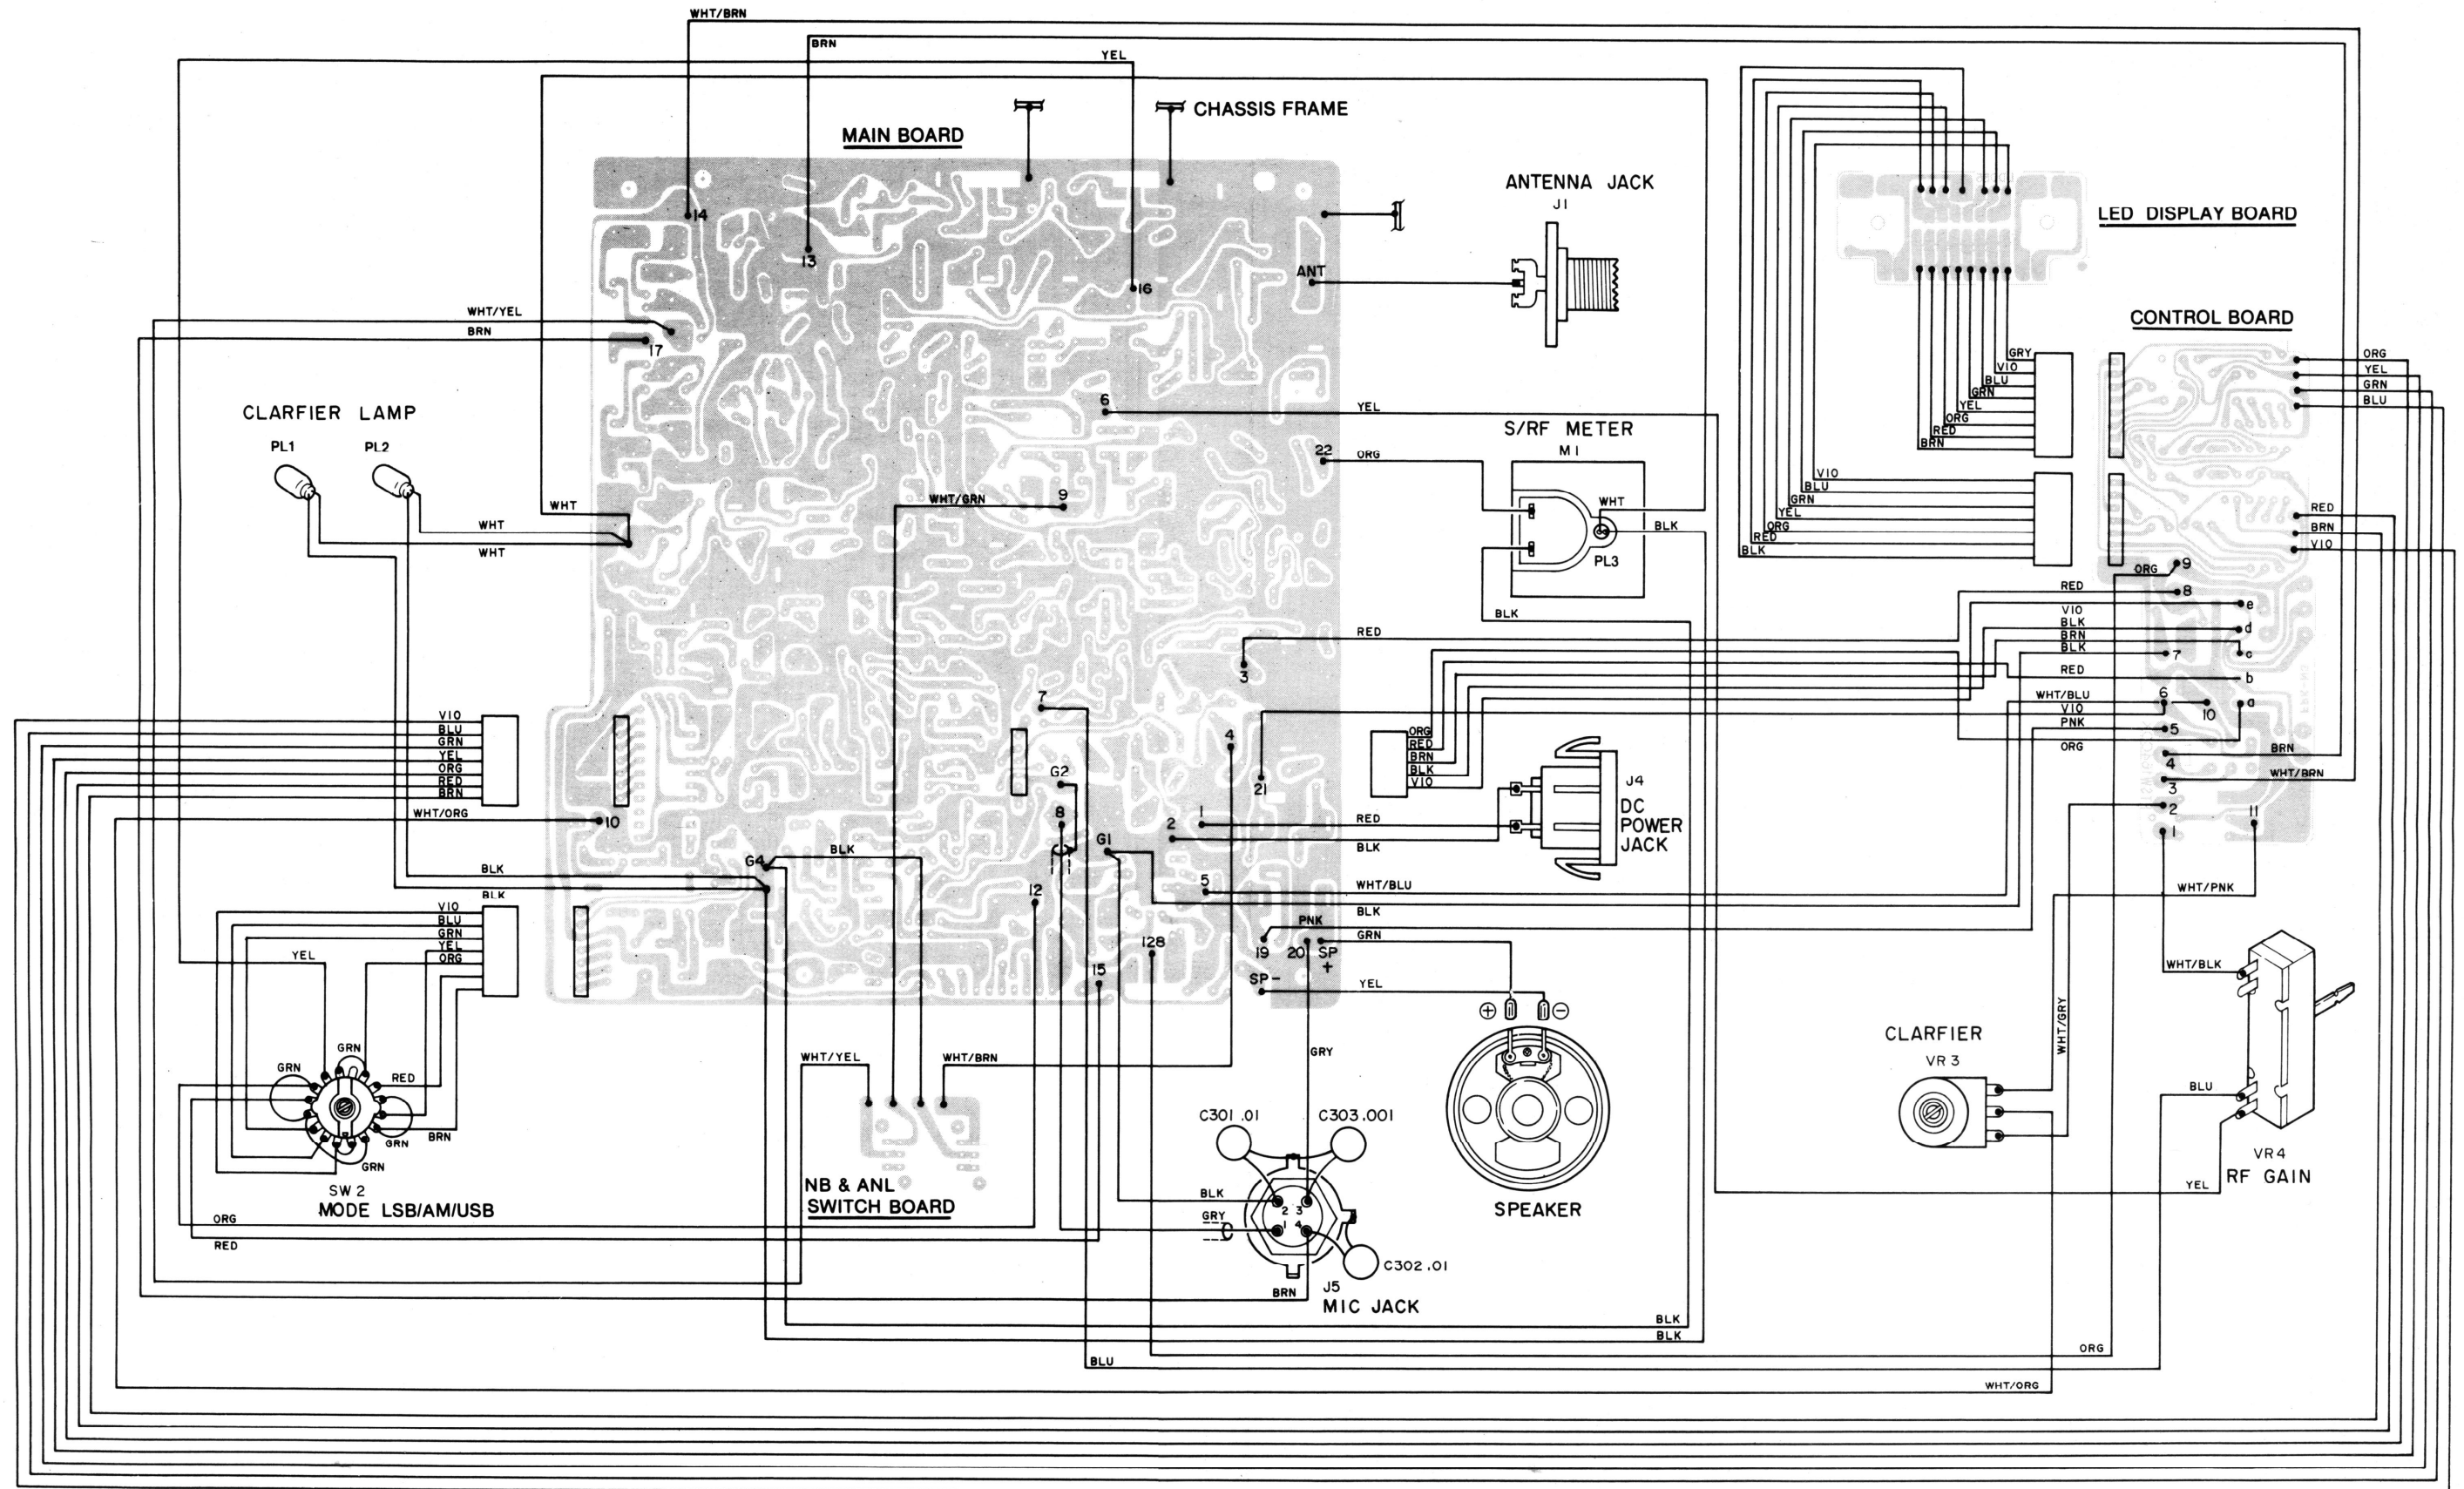 WHT/BRN
BRN
YEL
CHASSIS FRAME
MAIN BOARD
ANTENNA JACK
J1
LED DISPLAY BOARD
14
13
16
ANT
WHT/YEL
BRN
17
CONTROL BOARD
GRY
VIO
BLU
GRN
YEL
ORG
RED
BRN
ORG
YEL
GRN
BLU
CLARFIER LAMP
PL1
PL2
6
YEL
S/RF METER
M1
22
ORG
WHT/GRN
9
WHT
WHT
WHT
WHT
BLK
PL3
BLK
VIO
BLU
GRN
YEL
ORG
RED
BLK
RED
BRN
VIO
ORG
9
RED
8
e
VIO
BLK
d
BRN
BLK
7
c
RED
b
WHT/BLU
6
VIO
10
a
PNK
5
ORG
BRN
4
WHT/BRN
3
2
11
1
RED
3
7
4
21
G2
8
G1
1
2
ORG
RED
BRN
BLK
VIO
J4
DC
POWER
JACK
RED
BLK
VIO
BLU
GRN
YEL
ORG
RED
BRN
WHT/ORG
10
G4
BLK
BLK
BLK
12
5
WHT/BLU
BLK
PNK
GRN
19
20
SP
+
SP -
YEL
128
15
WHT/PNK
VIO
BLU
GRN
YEL
ORG
YEL
GRN
GRN
RED
GRN
BRN
GRN
SW 2
MODE LSB/AM/USB
ORG
RED
WHT/YEL
WHT/BRN
NB & ANL
SWITCH BOARD
GRY
C301 .01
C303 .001
BLK
GRY
2 3
1 4
C302 .01
J5
MIC JACK
BRN
+
−
SPEAKER
WHT/BLK
WHT/GRY
CLARFIER
VR 3
BLU
VR4
RF GAIN
YEL
BLK
BLK
ORG
BLU
WHT/ORG